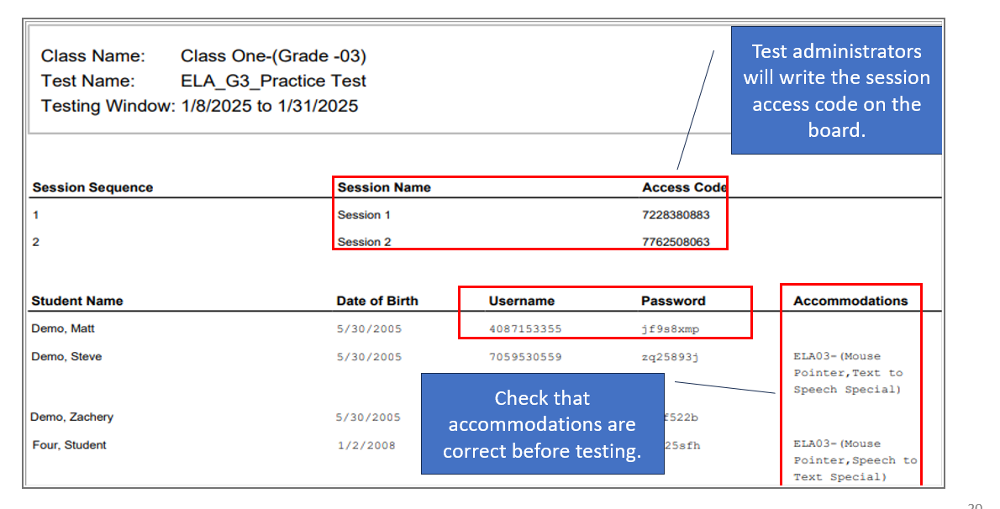 Class Name: Class One-(Grade -03)
Test Name: ELA_G3_Practice Test
Testing Window: 1/8/2025 to 1/31/2025
Test administrators
will write the session
access code on the
board.
Session Sequence Session Name Access Code
1 Session 1 7228380883
2 Session 2 7762508063
Student Name Date of Birth Username Password Accommodations
Demo, Matt 5/30/2005 4087153355 jf9s8xmp
Demo, Steve 5/30/2005 7059530559 zq25893j ELA03-(Mouse
Pointer,Text to
Speech Special)
Check that
accommodations are
correct before testing.
Demo, Zachery 5/30/2005 f522b
Four, Student 1/2/2008 25sfh ELA03-(Mouse
Pointer,Speech to
Text Special)